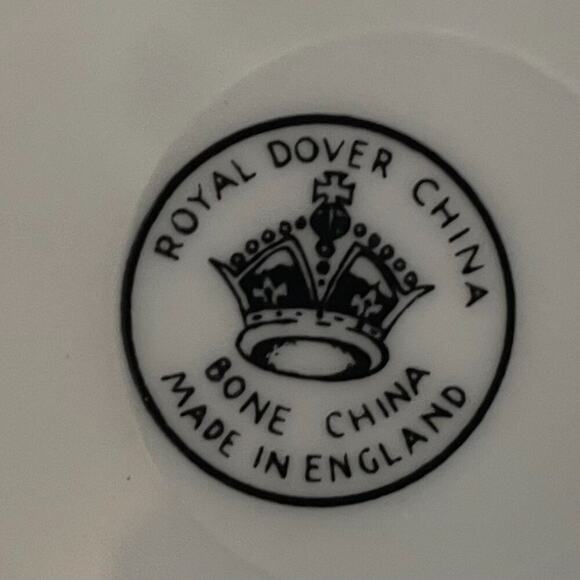 ROYAL DOVER CHINA
BONE CHINA
MADE IN ENGLAND